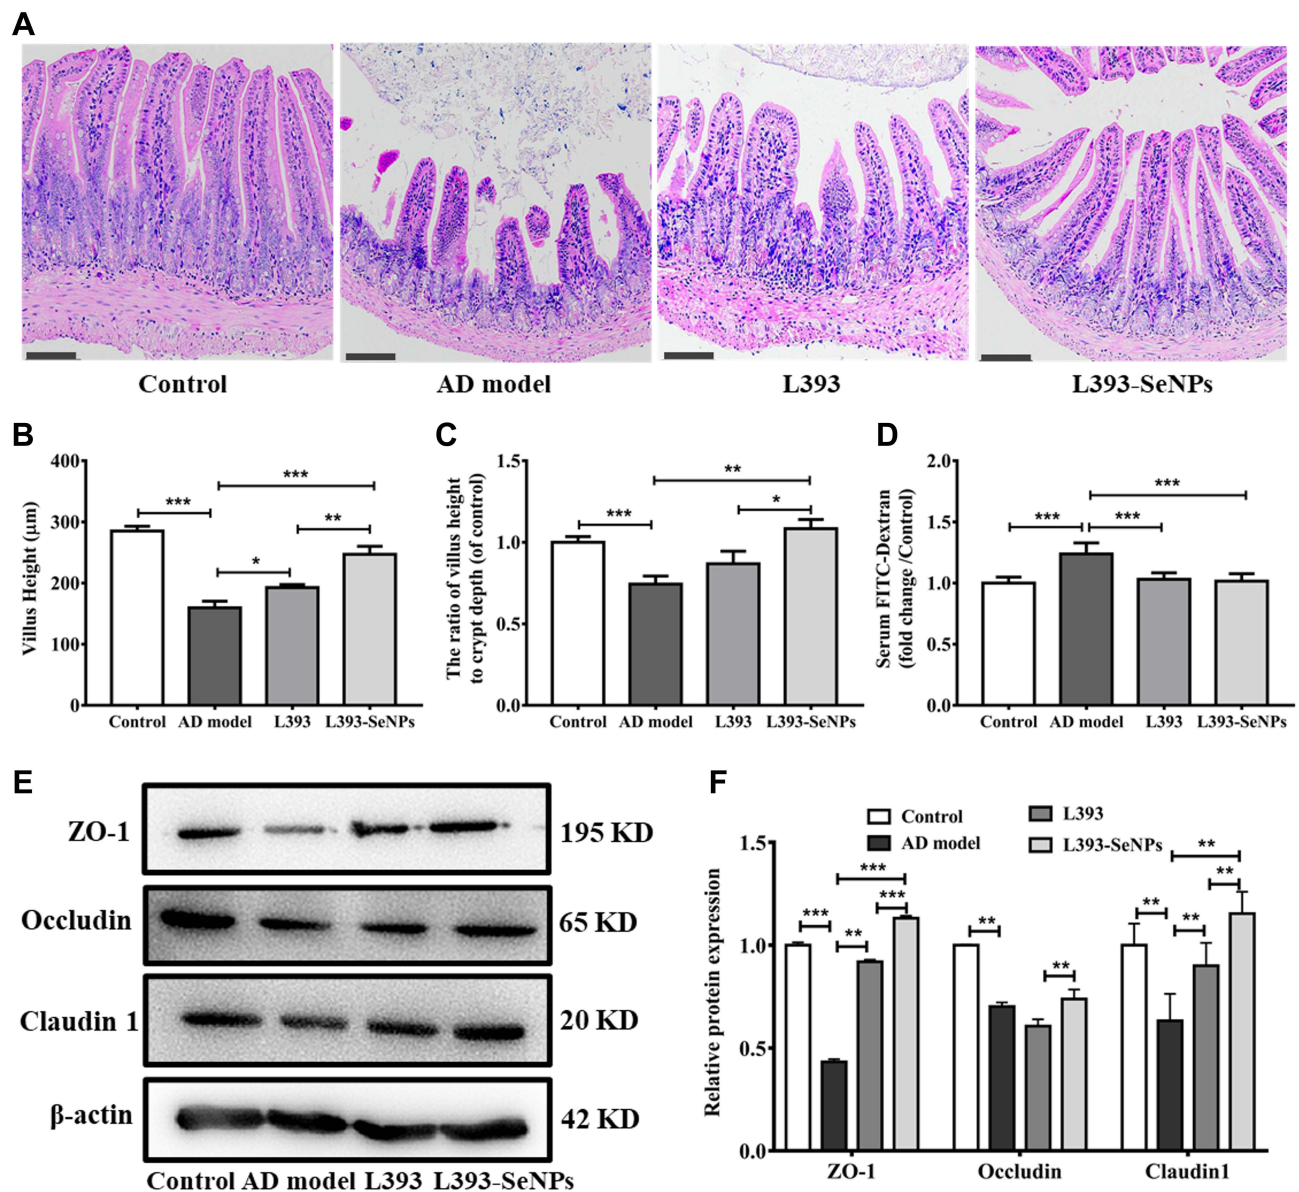 A
Control
AD model
L393
L393-SeNPs
B
Villus Height (μm)
400
300
200
100
0
***
***
**
*
Control
AD model
L393
L393-SeNPs
C
The ratio of villus height
to crypt depth (of control)
1.5
1.0
0.5
0.0
**
*
***
Control
AD model
L393
L393-SeNPs
D
Serum FITC-Dextran
(fold change /Control)
2.0
1.5
1.0
0.5
0.0
***
***
***
Control
AD model
L393
L393-SeNPs
E
ZO-1
195 KD
Occludin
65 KD
Claudin 1
20 KD
β-actin
42 KD
Control AD model L393 L393-SeNPs
F
Control
AD model
L393
L393-SeNPs
Relative protein expression
1.5
1.0
0.5
0.0
***
***
***
**
**
**
**
**
**
**
ZO-1
Occludin
Claudin1